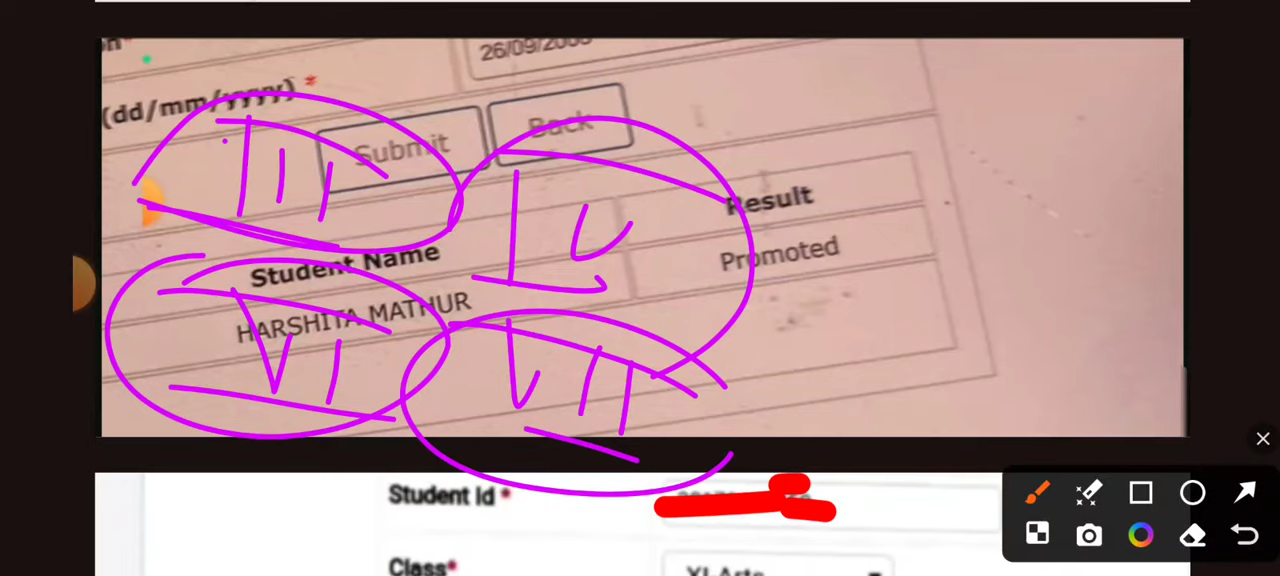 (dd/mm/yyyy) *
Submit Back
Student Name Result
HARSHITA MATHUR Promoted
III IV
VI VII
Student Id *
Class* XI-Arts